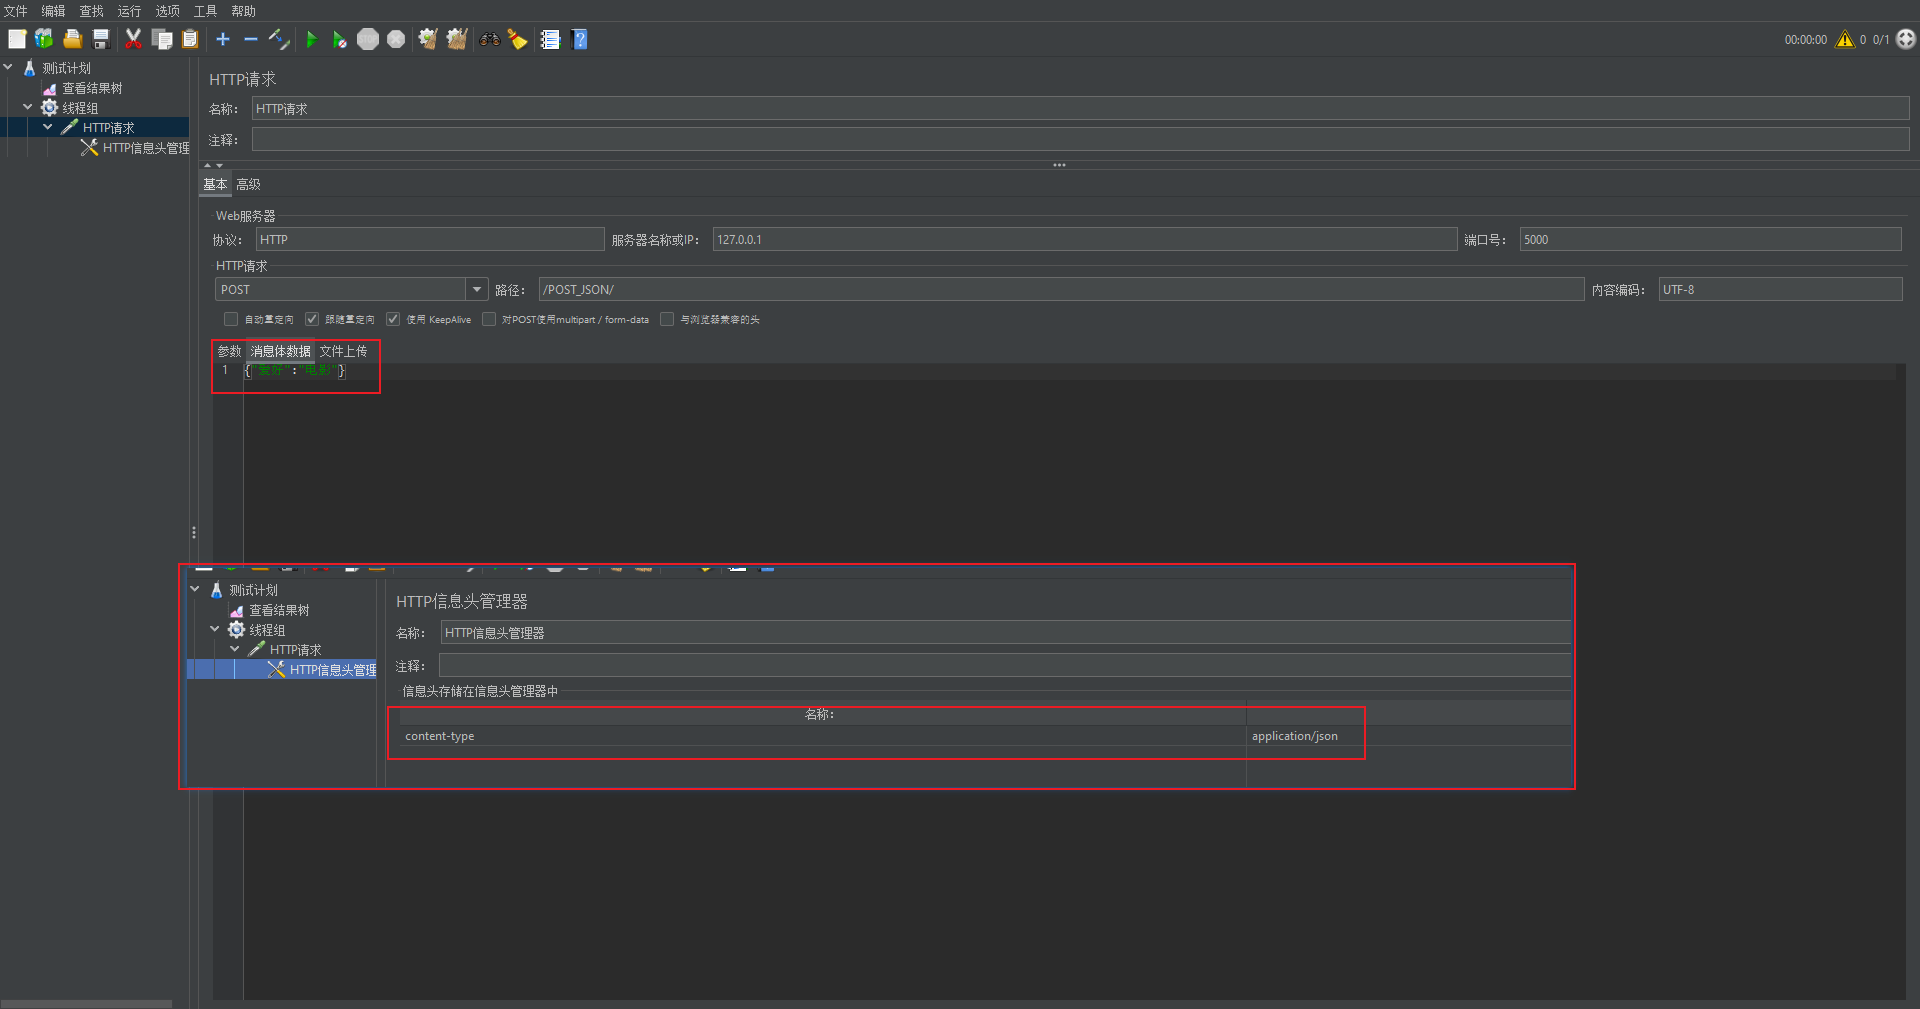 文件 编辑 查找 运行 选项 工具 帮助
00:00:00 0 0/1
测试计划
查看结果树
线程组
HTTP请求
HTTP信息头管理
HTTP请求
名称： HTTP请求
注释：
基本 高级
Web服务器
协议： HTTP 服务器名称或IP： 127.0.0.1 端口号： 5000
HTTP请求
POST 路径： /POST_JSON/ 内容编码： UTF-8
自动重定向 跟随重定向 使用 KeepAlive 对POST使用multipart / form-data 与浏览器兼容的头
参数 消息体数据 文件上传
1 {"爱好":"电影"}
测试计划
查看结果树
线程组
HTTP请求
HTTP信息头管理
HTTP信息头管理器
名称： HTTP信息头管理器
注释：
信息头存储在信息头管理器中
名称：
content-type application/json